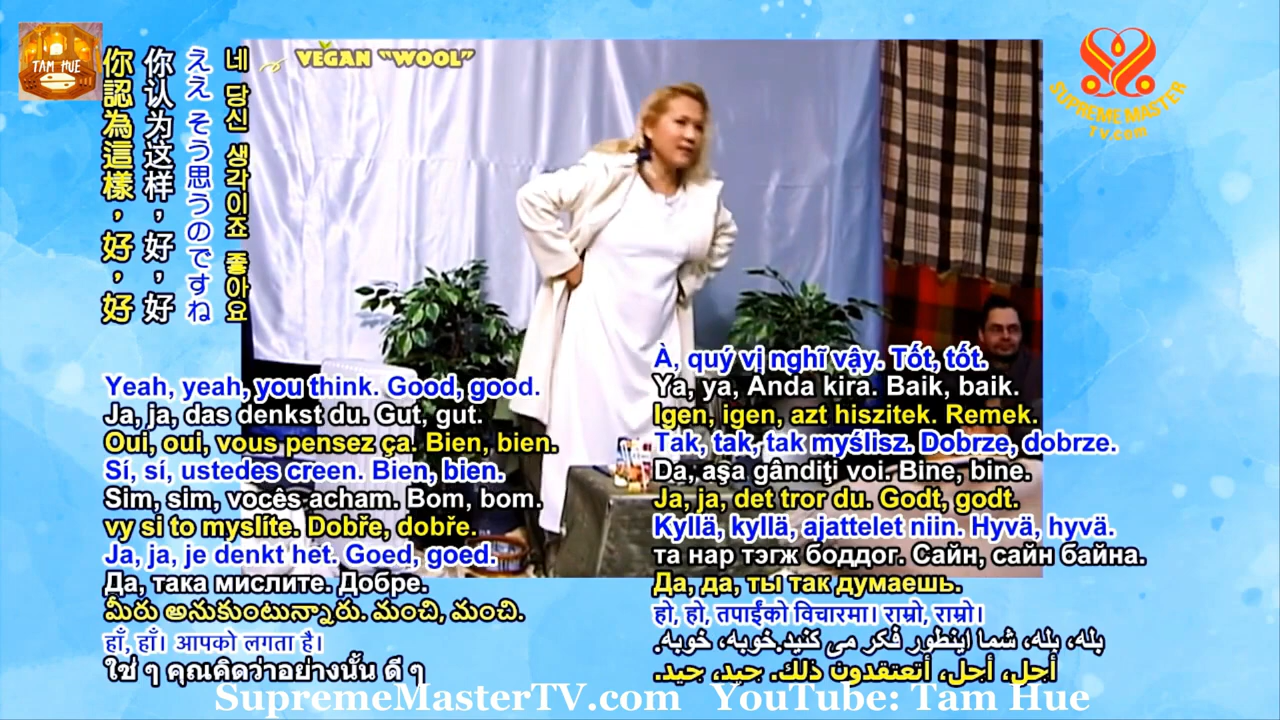 TAM HUE
你認為這樣，好，好
你认为这样，好，好
ええ そう思うのですね
네 당신 생각이죠 좋아요
VEGAN "WOOL"
SUPREME MASTER
TV.com
Yeah, yeah, you think. Good, good.
Ja, ja, das denkst du. Gut, gut.
Oui, oui, vous pensez ça. Bien, bien.
Sí, sí, ustedes creen. Bien, bien.
Sim, sim, vocês acham. Bom, bom.
vy si to myslíte. Dobře, dobře.
Ja, ja, je denkt het. Goed, goed.
Да, така мислите. Добре.
మీరు అనుకుంటున్నారు. మంచి, మంచి.
हाँ, हाँ। आपको लगता है।
ใช่ ๆ คุณคิดว่าอย่างนั้น ดี ๆ
À, quý vị nghĩ vậy. Tốt, tốt.
Ya, ya, Anda kira. Baik, baik.
Igen, igen, azt hiszitek. Remek.
Tak, tak, tak myślisz. Dobrze, dobrze.
Da, aşa gândiţi voi. Bine, bine.
Ja, ja, det tror du. Godt, godt.
Kyllä, kyllä, ajattelet niin. Hyvä, hyvä.
та нар тэгж боддог. Сайн, сайн байна.
Да, да, ты так думаешь.
हो, हो, तपाईंको विचारमा। राम्रो, राम्रो।
بله، بله، شما اینطور فکر می کنید.خوبه، خوبه.
أجل، أجل، أتعتقدون ذلك. جيد، جيد.
SupremeMasterTV.com YouTube: Tam Hue